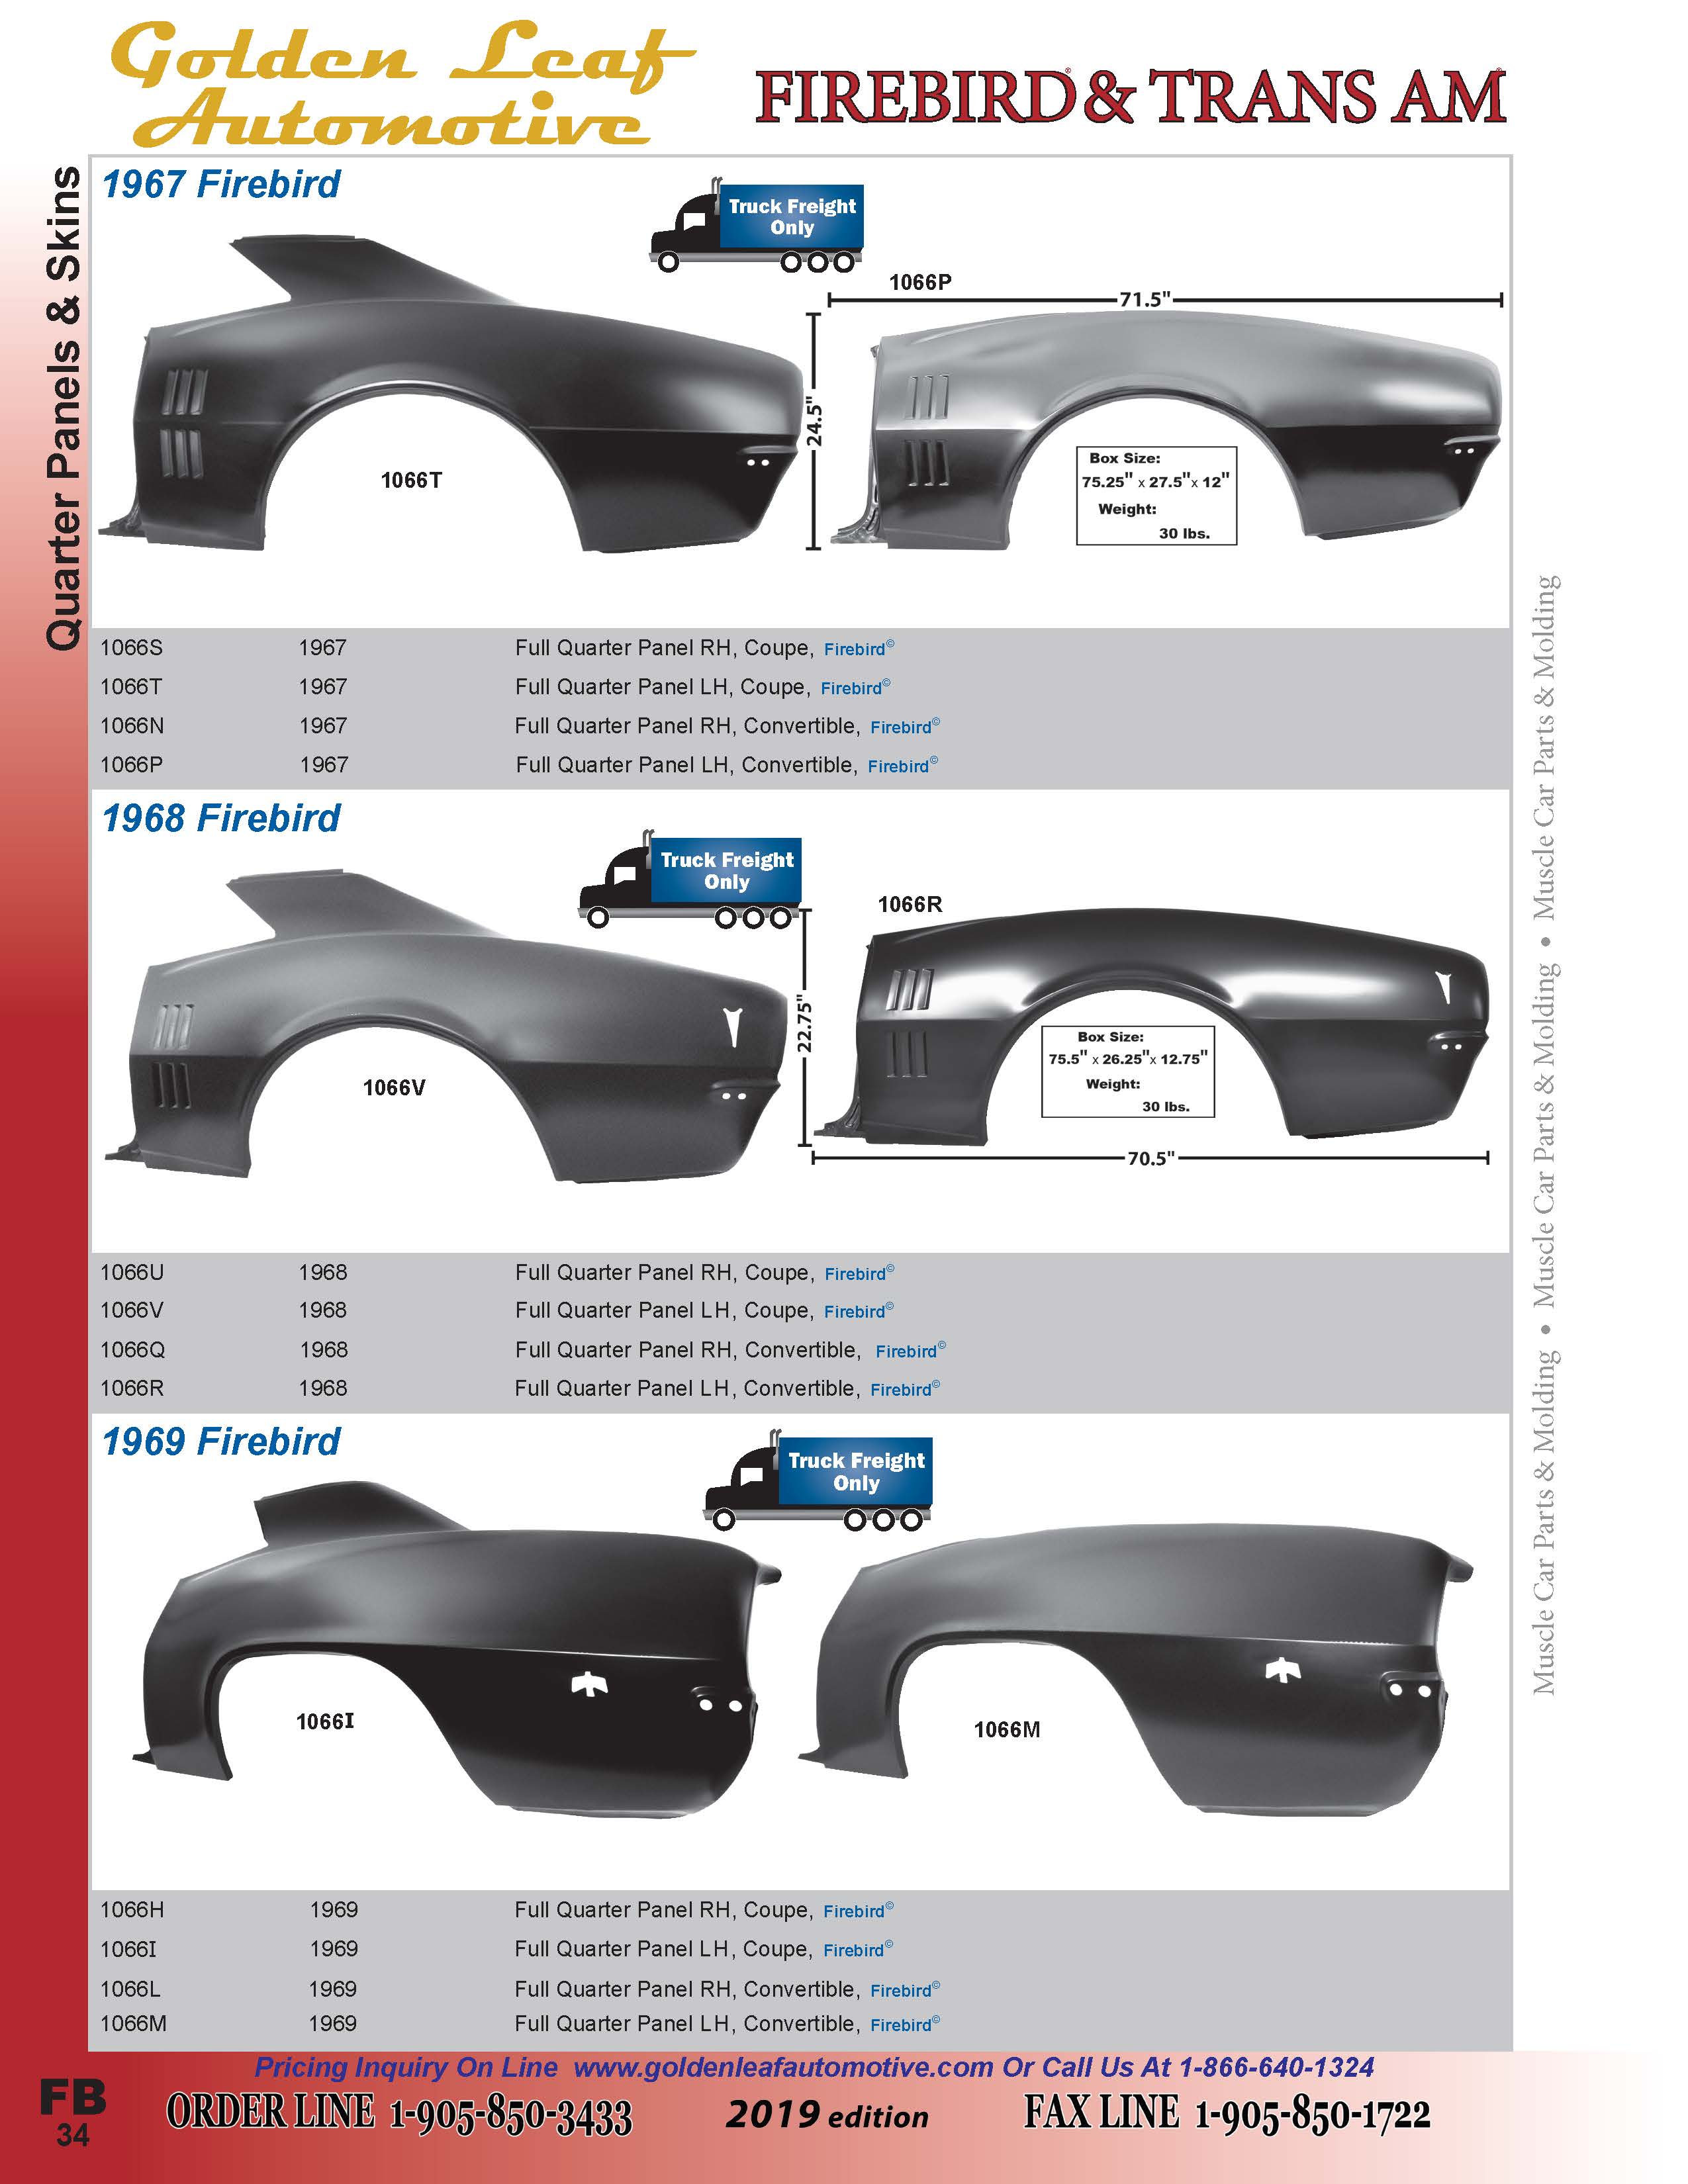 Golden Leaf
Automotive
FIREBIRD® & TRANS AM®
Quarter Panels & Skins
1967 Firebird
Truck Freight
Only
1066P
71.5"
24.5"
1066T
Box Size:
75.25" x 27.5"x 12"
Weight:
30 lbs.
1066S 1967 Full Quarter Panel RH, Coupe, Firebird©
1066T 1967 Full Quarter Panel LH, Coupe, Firebird©
1066N 1967 Full Quarter Panel RH, Convertible, Firebird©
1066P 1967 Full Quarter Panel LH, Convertible, Firebird©
1968 Firebird
Truck Freight
Only
1066R
22.75"
1066V
Box Size:
75.5" x 26.25"x 12.75"
Weight:
30 lbs.
70.5"
1066U 1968 Full Quarter Panel RH, Coupe, Firebird©
1066V 1968 Full Quarter Panel LH, Coupe, Firebird©
1066Q 1968 Full Quarter Panel RH, Convertible, Firebird©
1066R 1968 Full Quarter Panel LH, Convertible, Firebird©
1969 Firebird
Truck Freight
Only
1066I
1066M
1066H 1969 Full Quarter Panel RH, Coupe, Firebird©
1066I 1969 Full Quarter Panel LH, Coupe, Firebird©
1066L 1969 Full Quarter Panel RH, Convertible, Firebird©
1066M 1969 Full Quarter Panel LH, Convertible, Firebird©
Muscle Car Parts & Molding • Muscle Car Parts & Molding • Muscle Car Parts & Molding
Pricing Inquiry On Line www.goldenleafautomotive.com Or Call Us At 1-866-640-1324
FB
34
ORDER LINE 1-905-850-3433
2019 edition
FAX LINE 1-905-850-1722